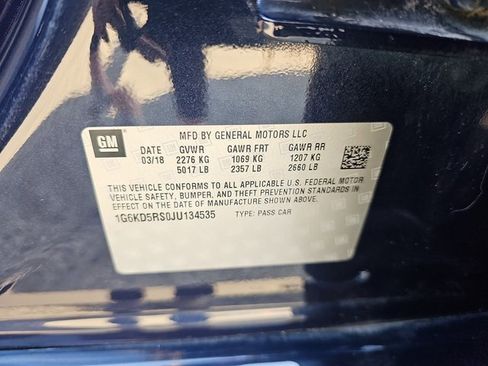 GM
MFD BY GENERAL MOTORS LLC
DATE GVWR GAWR FRT GAWR RR
03/18 2276 KG 1069 KG 1207 KG
5017 LB 2357 LB 2660 LB
THIS VEHICLE CONFORMS TO ALL APPLICABLE U.S. FEDERAL MOTOR
VEHICLE SAFETY, BUMPER, AND THEFT PREVENTION STANDARDS IN
EFFECT ON THE DATE OF MANUFACTURE SHOWN ABOVE.
1G6KD5RS0JU134535 TYPE: PASS CAR